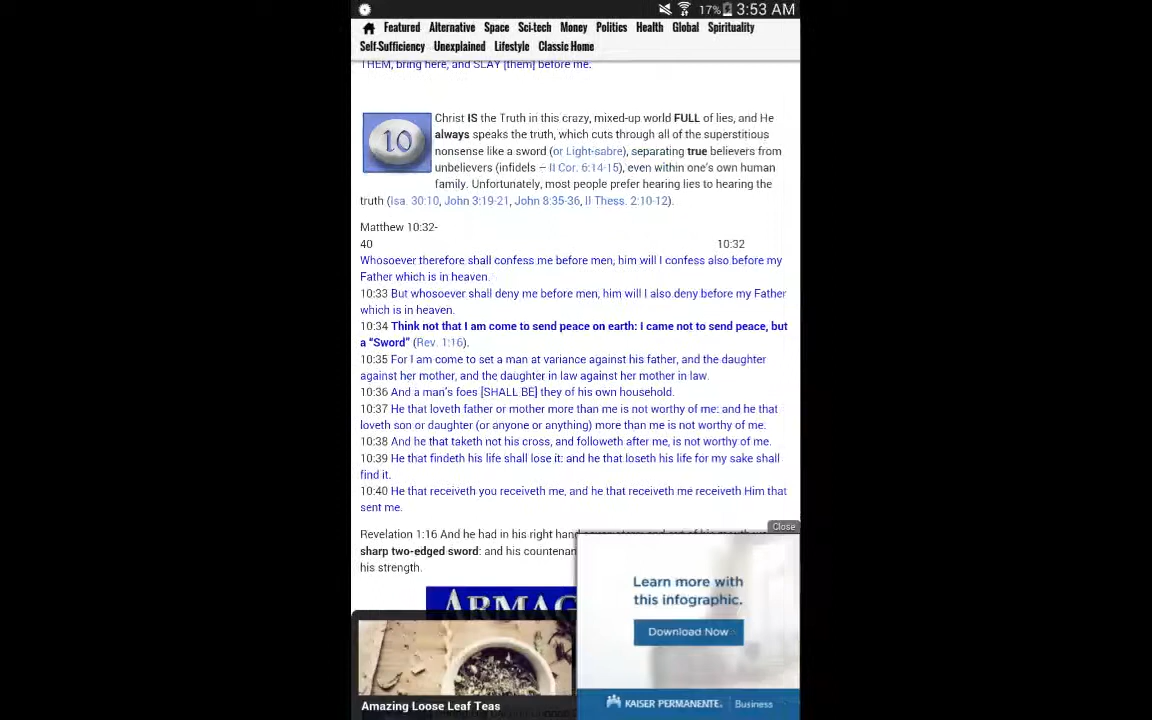 17% 3:53 AM
Featured Alternative Space Sci-tech Money Politics Health Global Spirituality
Self-Sufficiency Unexplained Lifestyle Classic Home
THEM, bring here, and SLAY [them] before me.
10
Christ IS the Truth in this crazy, mixed-up world FULL of lies, and He
always speaks the truth, which cuts through all of the superstitious
nonsense like a sword (or Light-sabre), separating true believers from
unbelievers (infidels – II Cor. 6:14-15), even within one's own human
family. Unfortunately, most people prefer hearing lies to hearing the
truth (Isa. 30:10, John 3:19-21, John 8:35-36, II Thess. 2:10-12).
Matthew 10:32-
40 10:32
Whosoever therefore shall confess me before men, him will I confess also before my
Father which is in heaven.
10:33 But whosoever shall deny me before men, him will I also deny before my Father
which is in heaven.
10:34 Think not that I am come to send peace on earth: I came not to send peace, but
a “Sword” (Rev. 1:16).
10:35 For I am come to set a man at variance against his father, and the daughter
against her mother, and the daughter in law against her mother in law.
10:36 And a man's foes [SHALL BE] they of his own household.
10:37 He that loveth father or mother more than me is not worthy of me: and he that
loveth son or daughter (or anyone or anything) more than me is not worthy of me.
10:38 And he that taketh not his cross, and followeth after me, is not worthy of me.
10:39 He that findeth his life shall lose it: and he that loseth his life for my sake shall
find it.
10:40 He that receiveth you receiveth me, and he that receiveth me receiveth Him that
sent me.
Close
Revelation 1:16 And he had in his right hand
sharp two-edged sword: and his countenan
his strength.
Learn more with
this infographic.
Download Now
ARMAG
KAISER PERMANENTE. Business
Amazing Loose Leaf Teas